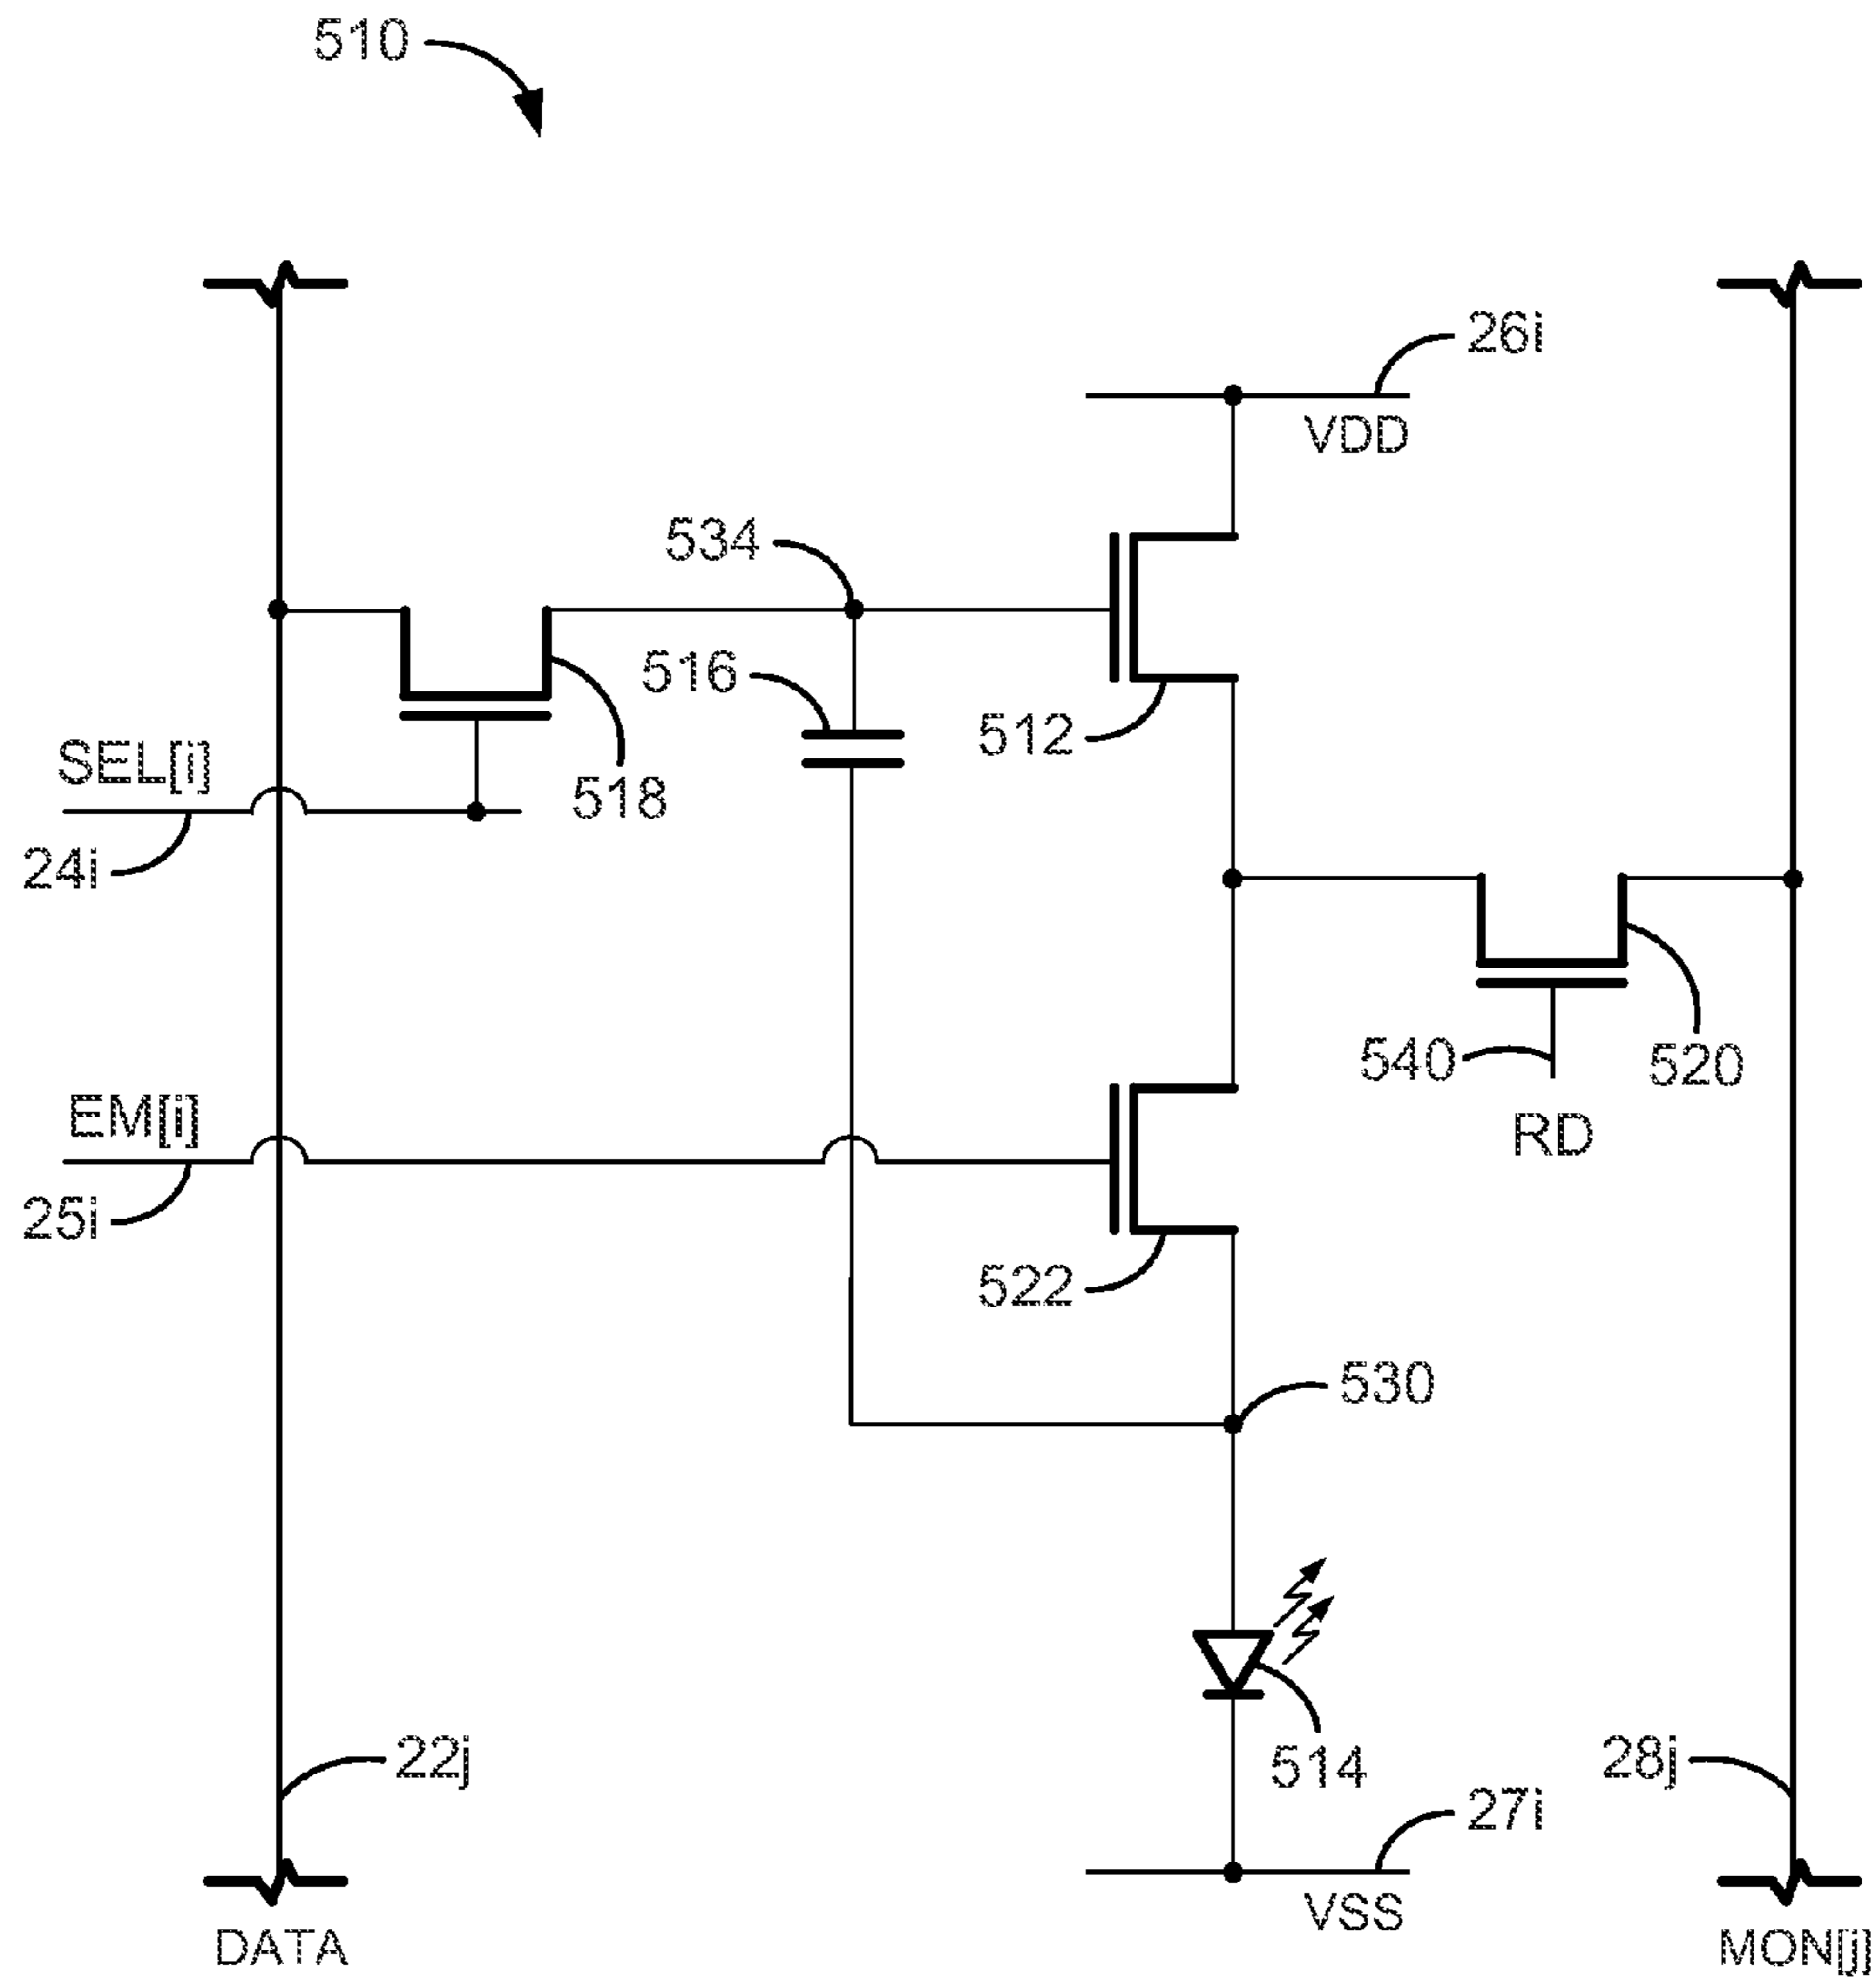 510
26i
VDD
534
516
512
SEL[i]
518
24i
540
520
EM[i]
RD
25i
522
530
22j
514
28j
27i
VSS
DATA
MON[j]